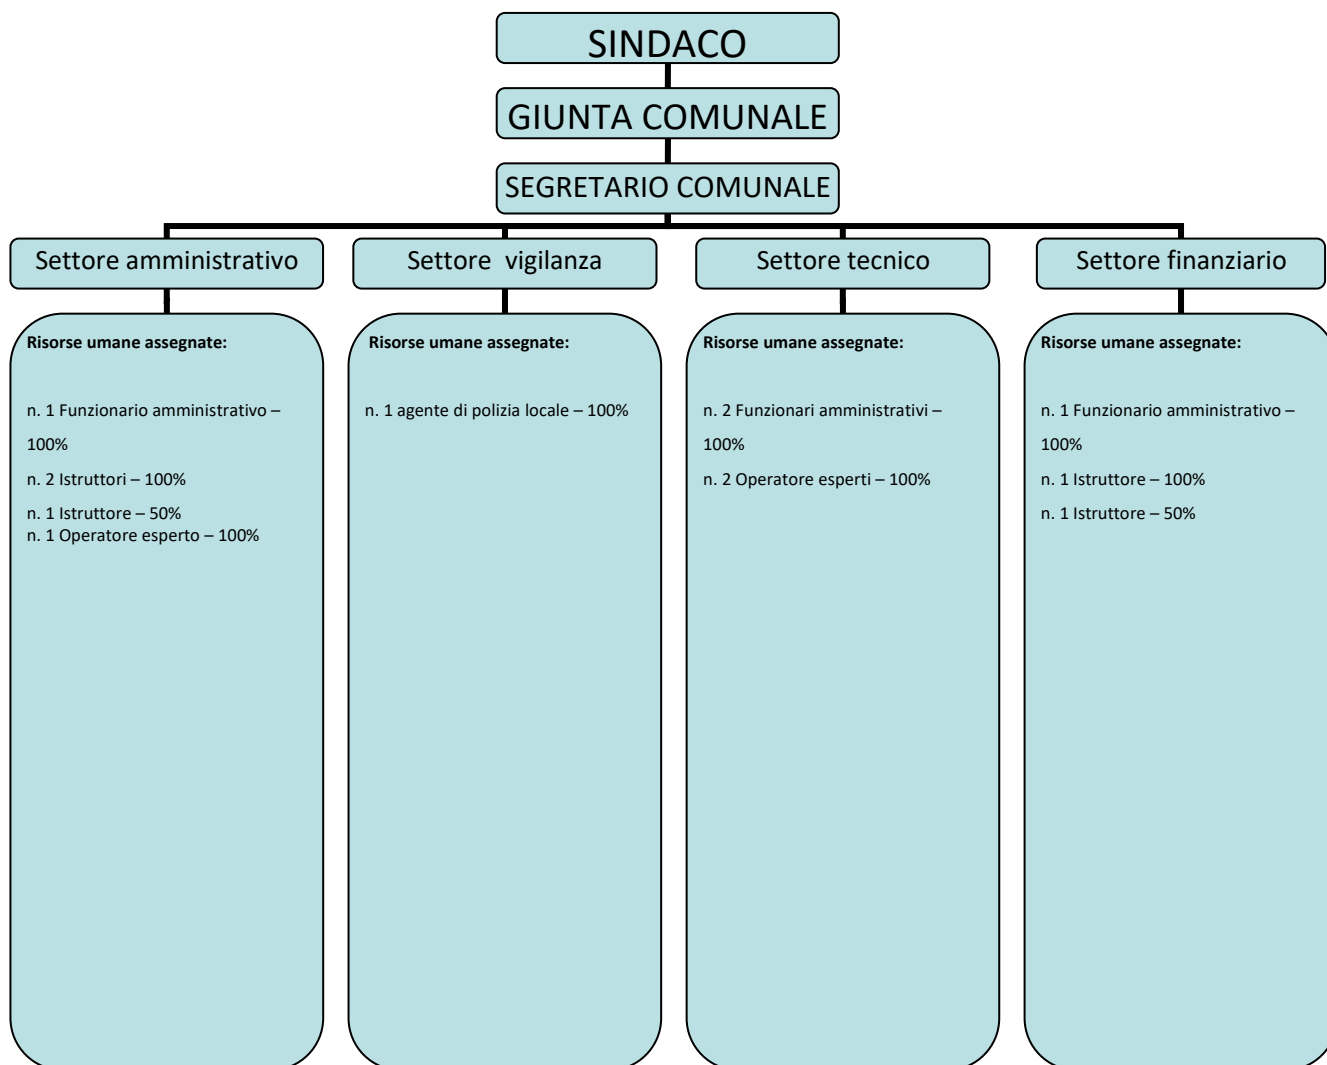 SINDACO
GIUNTA COMUNALE
SEGRETARIO COMUNALE
Settore amministrativo
Settore  vigilanza
Settore tecnico
Settore finanziario
Risorse umane assegnate:
n. 1 Funzionario amministrativo –
100%
n. 2 Istruttori – 100%
n. 1 Istruttore – 50%
n. 1 Operatore esperto – 100%
Risorse umane assegnate:
n. 1 agente di polizia locale – 100%
Risorse umane assegnate:
n. 2 Funzionari amministrativi –
100%
n. 2 Operatore esperti – 100%
Risorse umane assegnate:
n. 1 Funzionario amministrativo –
100%
n. 1 Istruttore – 100%
n. 1 Istruttore – 50%